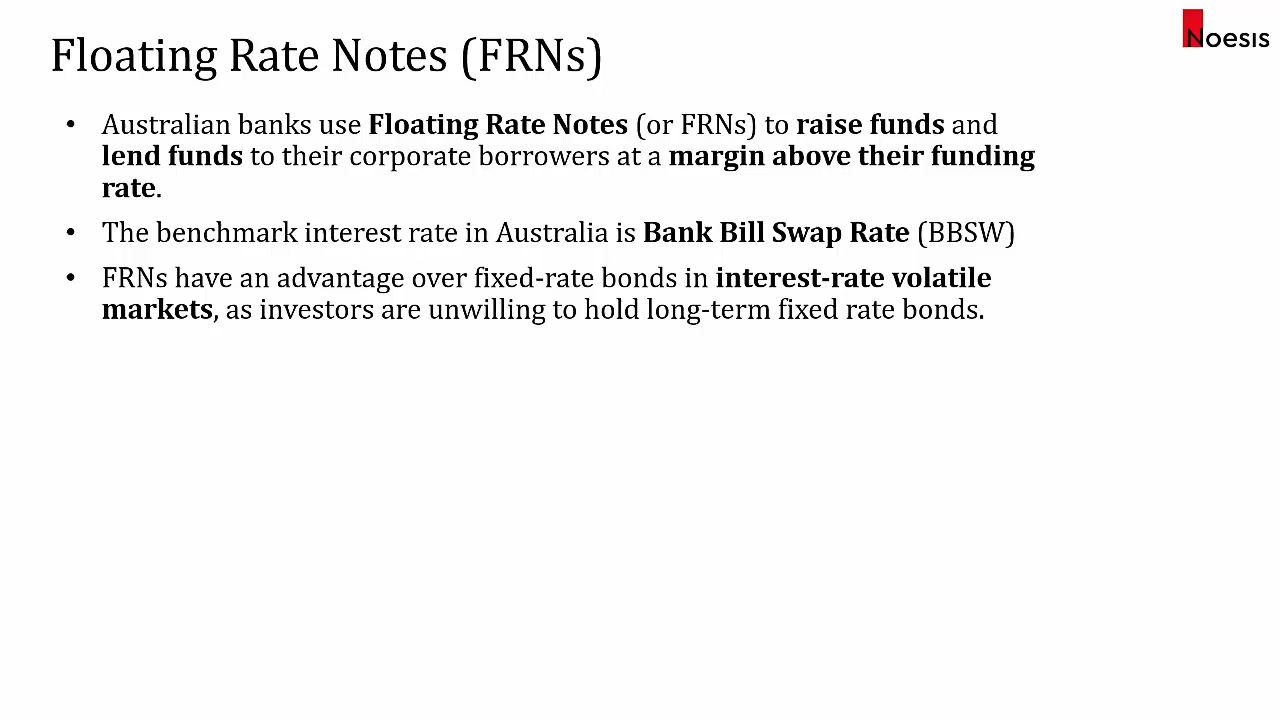 Noesis
Floating Rate Notes (FRNs)
• Australian banks use Floating Rate Notes (or FRNs) to raise funds and
lend funds to their corporate borrowers at a margin above their funding
rate.
• The benchmark interest rate in Australia is Bank Bill Swap Rate (BBSW)
• FRNs have an advantage over fixed-rate bonds in interest-rate volatile
markets, as investors are unwilling to hold long-term fixed rate bonds.